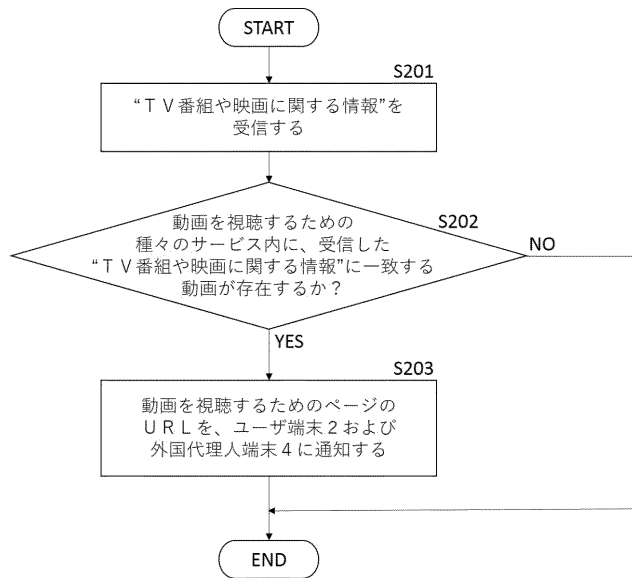 START
S201
“ＴＶ番組や映画に関する情報”を
受信する
動画を視聴するための
S202
種々のサービス内に、受信した
NO
“ＴＶ番組や映画に関する情報”に一致する
動画が存在するか？
YES
S203
動画を視聴するためのページの
ＵＲＬを、ユーザ端末２および
外国代理人端末４に通知する
END